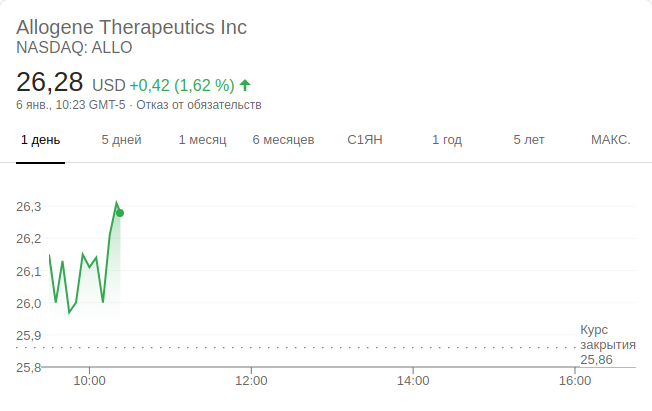 Allogene Therapeutics Inc
NASDAQ: ALLO
26,28 USD +0,42 (1,62 %)
6 янв., 10:23 GMT-5 · Отказ от обязательств
1 день 5 дней 1 месяц 6 месяцев С1ЯН 1 год 5 лет МАКС.
26,3
26,2
26,1
26,0
25,9
25,8
Курс
закрытия
25,86
10:00 12:00 14:00 16:00